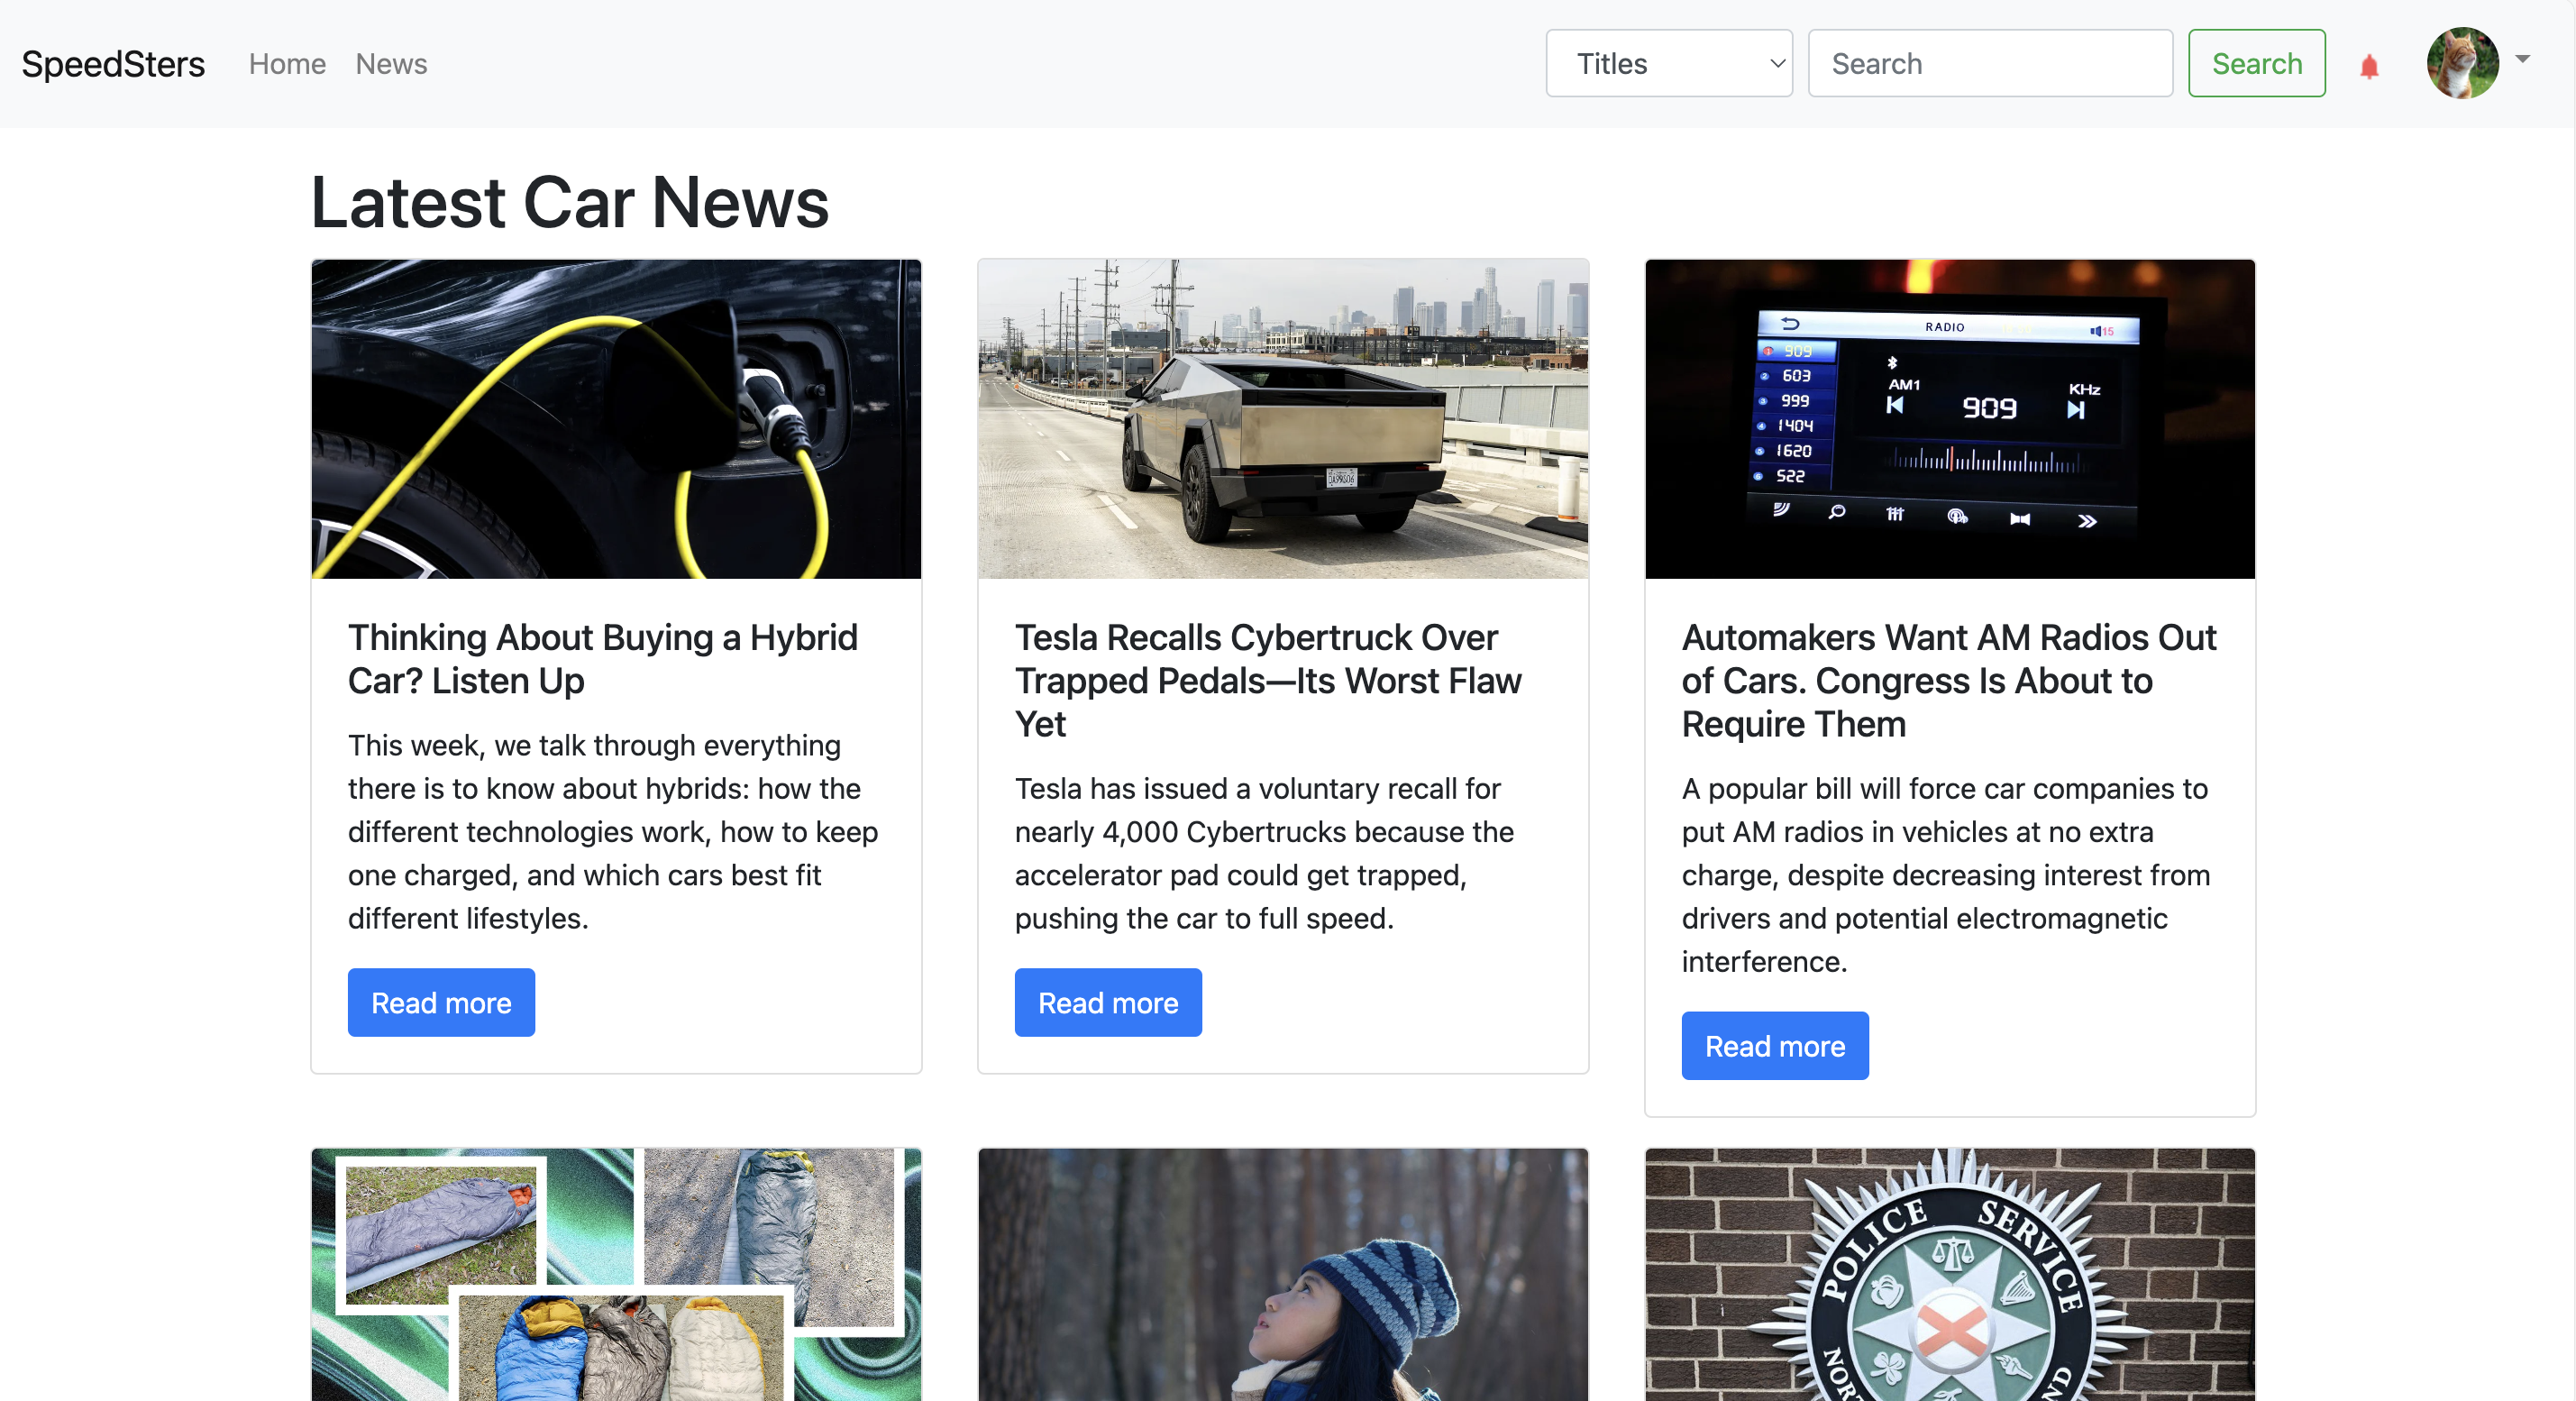 SpeedSters Home News Titles Search Search
Latest Car News
RADIO 15
909
603
999
1404
1620
522
AM1
909
KHz
Thinking About Buying a Hybrid
Car? Listen Up
This week, we talk through everything
there is to know about hybrids: how the
different technologies work, how to keep
one charged, and which cars best fit
different lifestyles.
Read more
Tesla Recalls Cybertruck Over
Trapped Pedals—Its Worst Flaw
Yet
Tesla has issued a voluntary recall for
nearly 4,000 Cybertrucks because the
accelerator pad could get trapped,
pushing the car to full speed.
Read more
Automakers Want AM Radios Out
of Cars. Congress Is About to
Require Them
A popular bill will force car companies to
put AM radios in vehicles at no extra
charge, despite decreasing interest from
drivers and potential electromagnetic
interference.
Read more
POLICE SERVICE